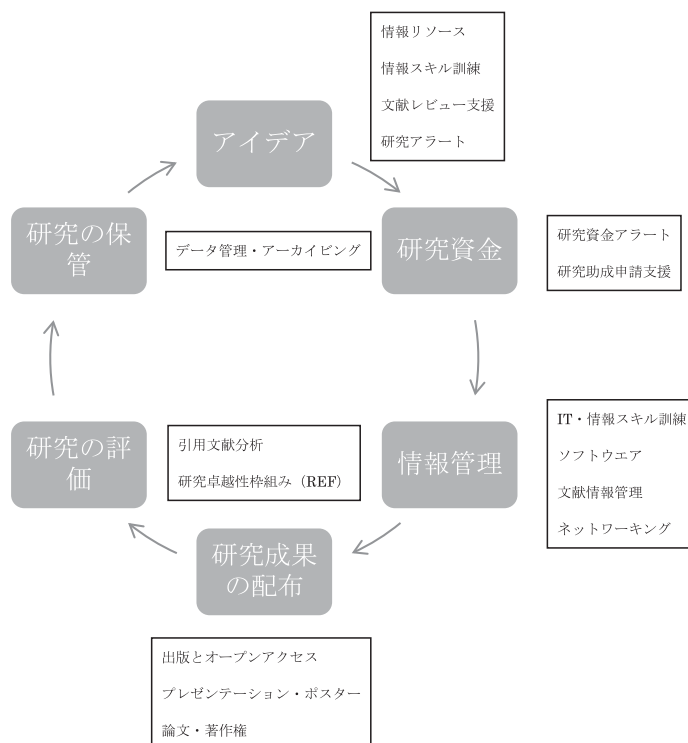 情報リソース
情報スキル訓練
文献レビュー支援
研究アラート
アイデア
研究の保
管
データ管理・アーカイビング
研究資金
研究資金アラート
研究助成申請支援
研究の評
価
引用文献分析
研究卓越性枠組み（REF）
情報管理
IT・情報スキル訓練
ソフトウエア
文献情報管理
ネットワーキング
研究成果
の配布
出版とオープンアクセス
プレゼンテーション・ポスター
論文・著作権